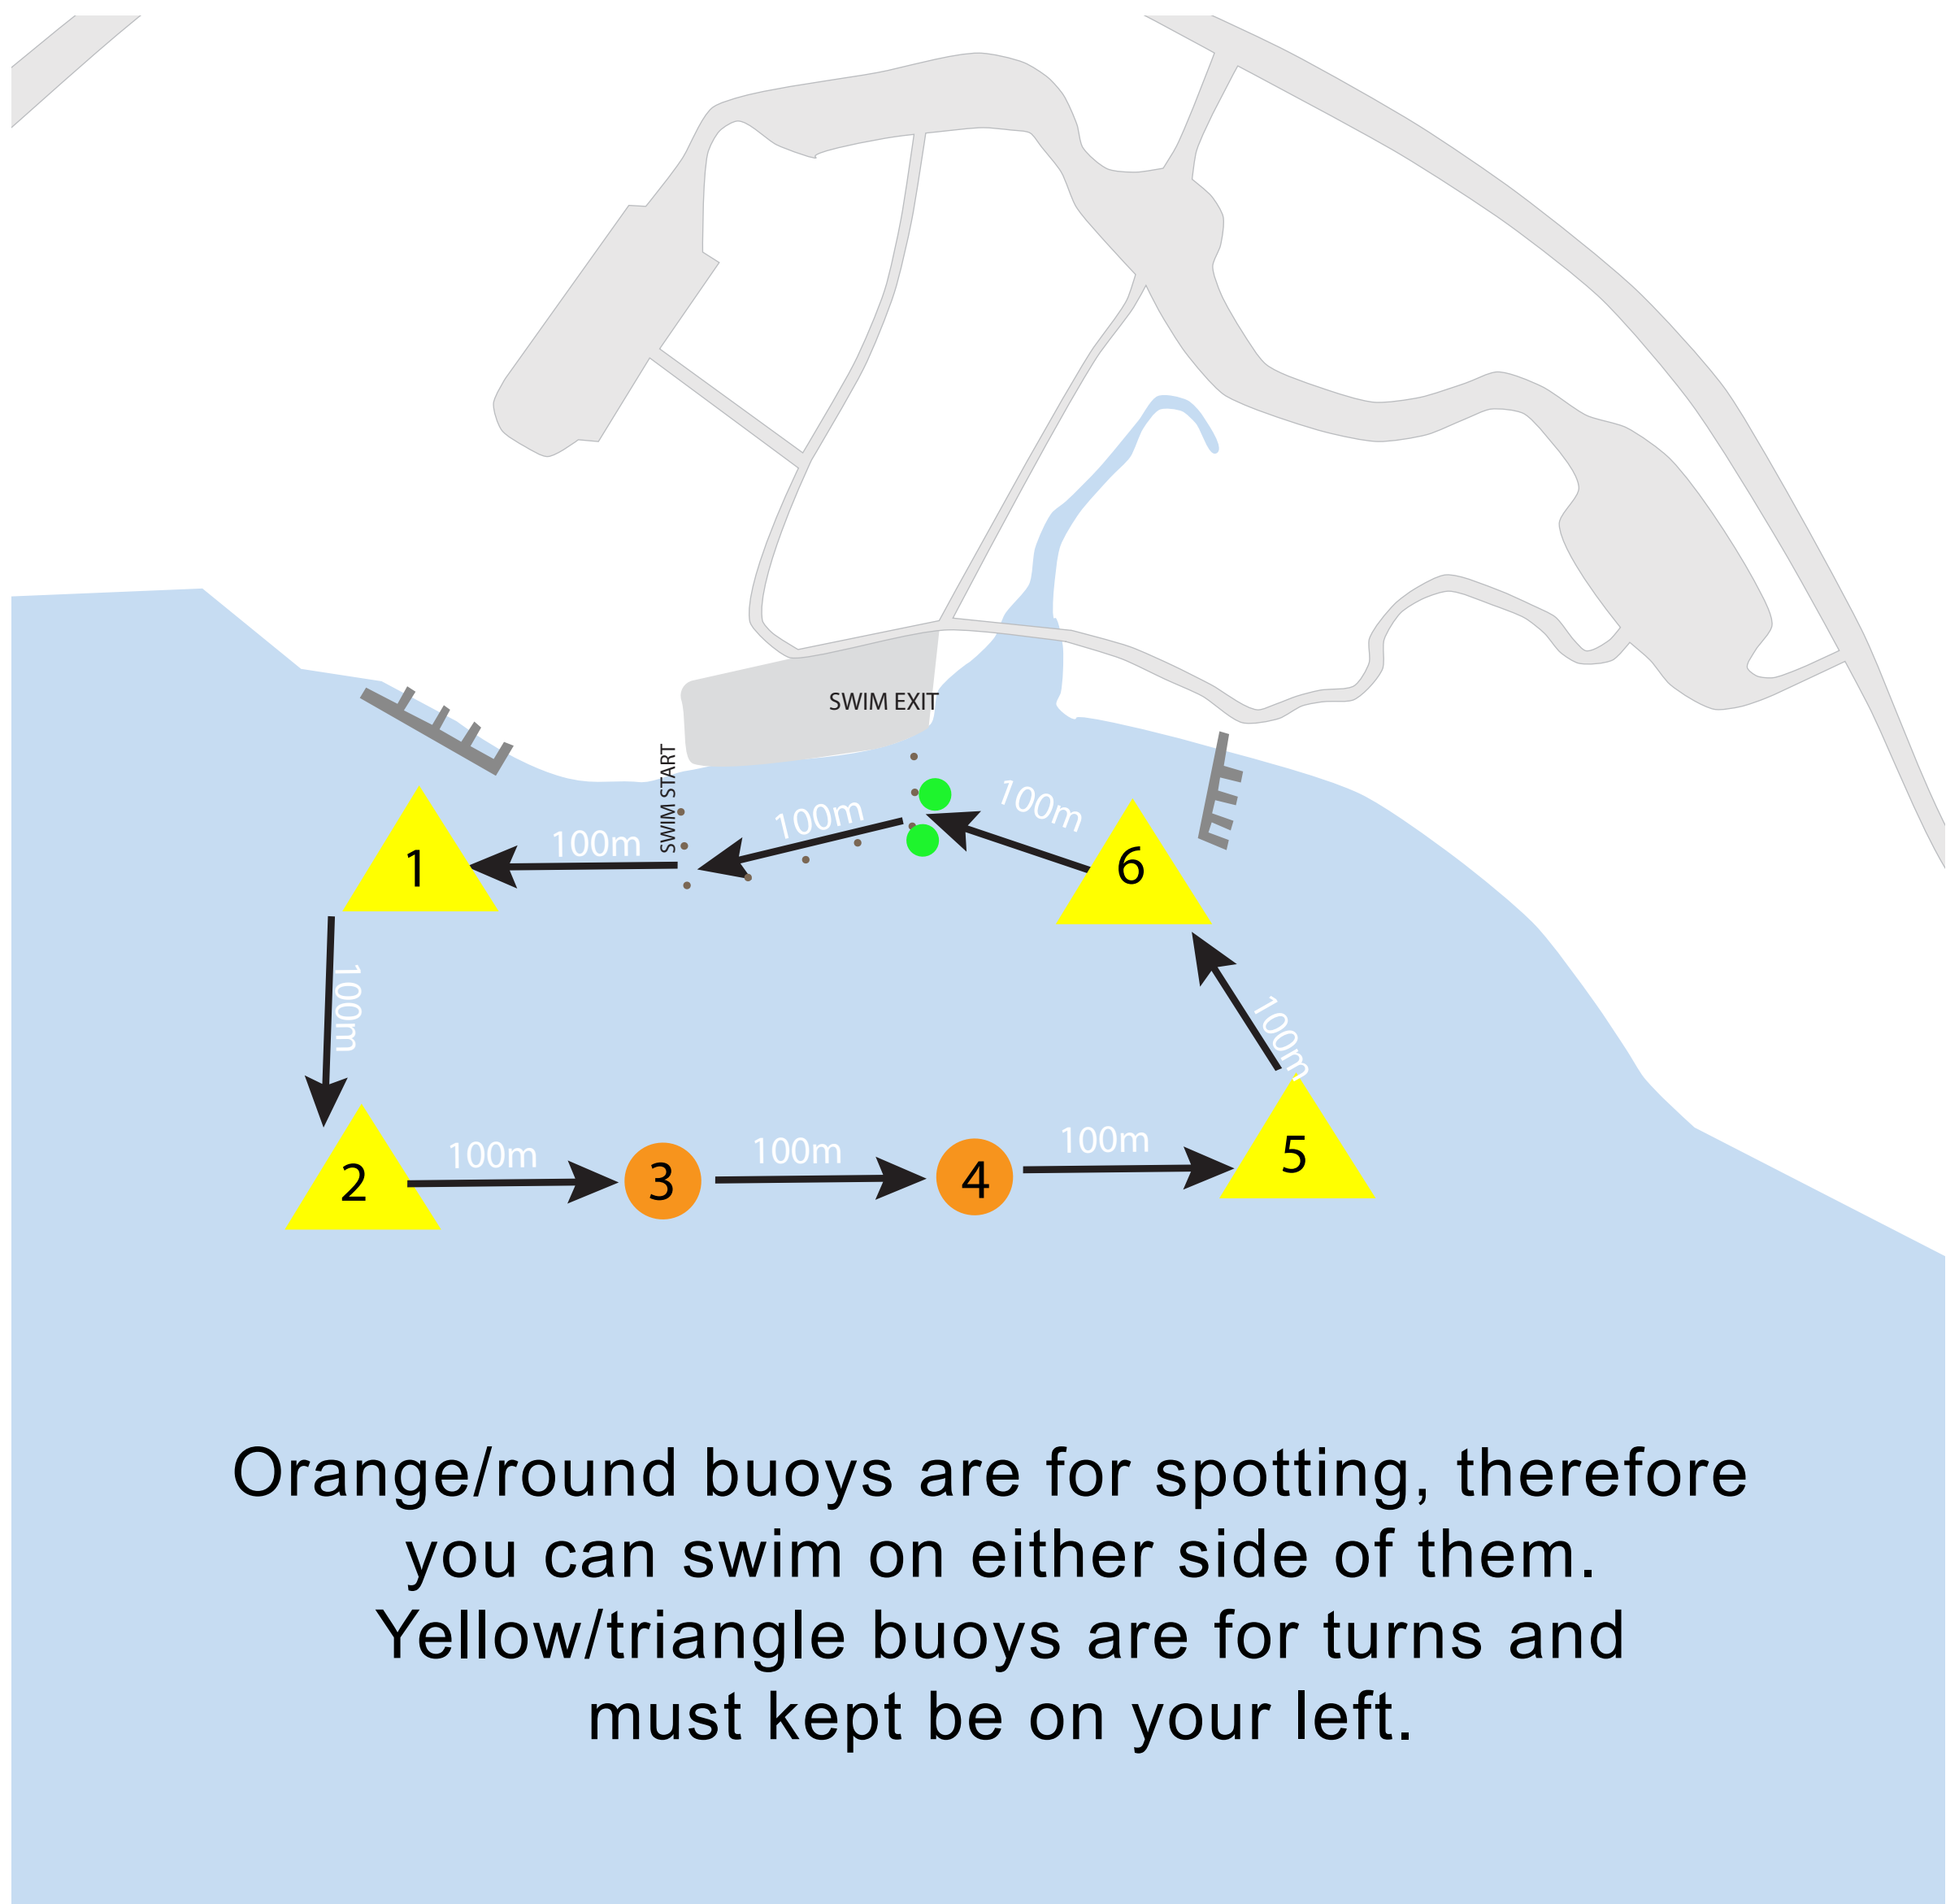 SWIM EXIT
SWIM START
100m
100m
100m
1
6
100m
100m
100m
100m
100m
2
3
4
5
Orange/round buoys are for spotting, therefore
you can swim on either side of them.
Yellow/triangle buoys are for turns and
must kept be on your left.